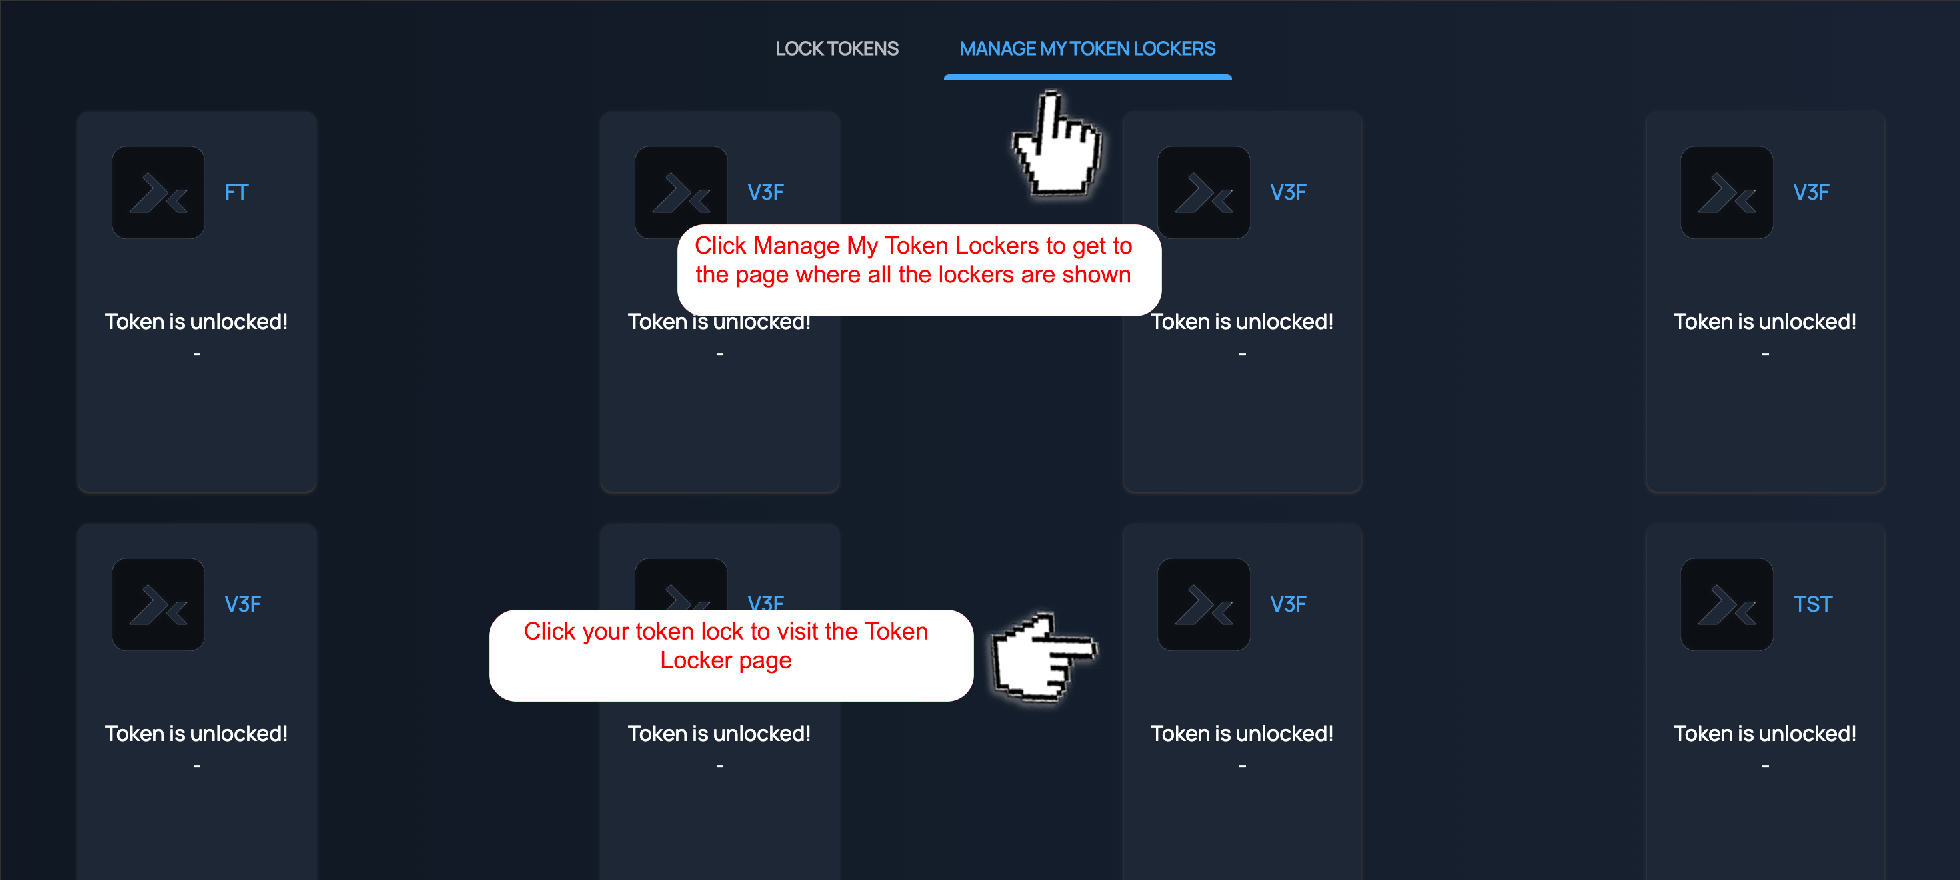 LOCK TOKENS
MANAGE MY TOKEN LOCKERS
FT
V3F
V3F
V3F
Click Manage My Token Lockers to get to
the page where all the lockers are shown
Token is unlocked!
-
Token is unlocked!
-
Token is unlocked!
-
Token is unlocked!
-
V3F
V3F
V3F
TST
Click your token lock to visit the Token
Locker page
Token is unlocked!
-
Token is unlocked!
-
Token is unlocked!
-
Token is unlocked!
-